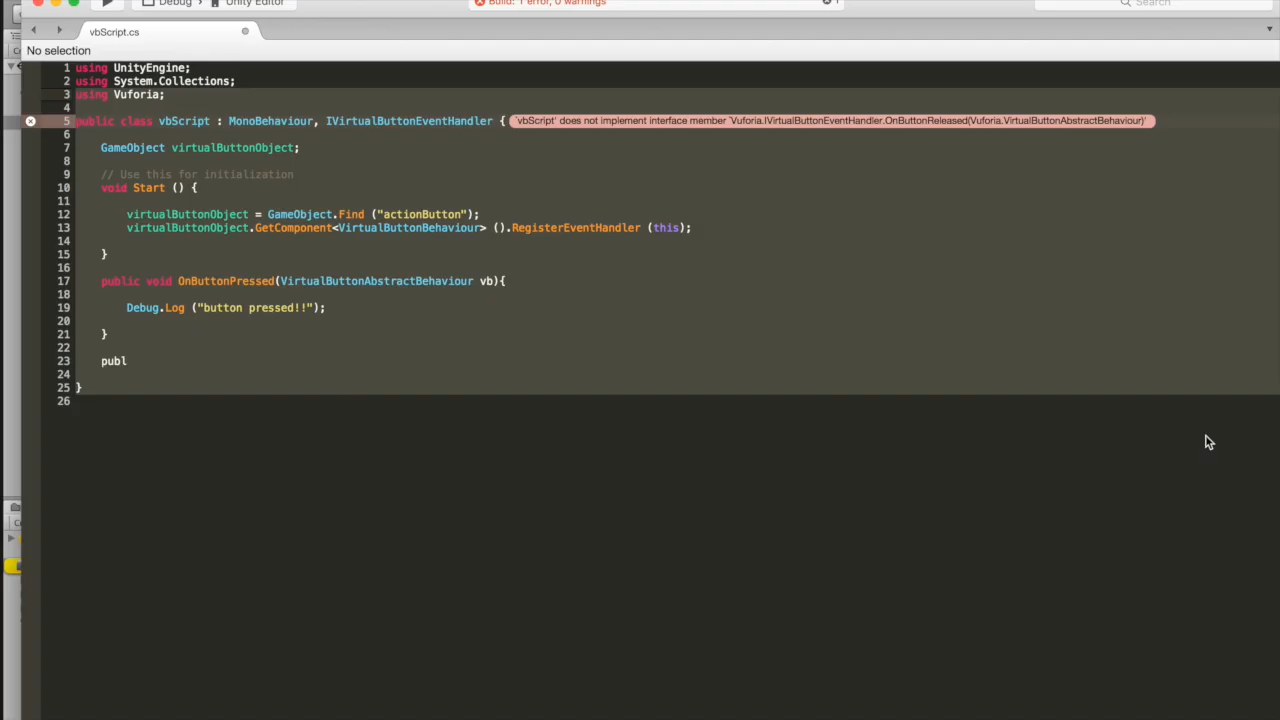 Debug
Unity Editor
Build: 1 error, 0 warnings
Search
vbScript.cs
No selection
1 using UnityEngine;
2 using System.Collections;
3 using Vuforia;
4
5 public class vbScript : MonoBehaviour, IVirtualButtonEventHandler { `vbScript' does not implement interface member `Vuforia.IVirtualButtonEventHandler.OnButtonReleased(Vuforia.VirtualButtonAbstractBehaviour)'
6
7 GameObject virtualButtonObject;
8
9 // Use this for initialization
10 void Start () {
11
12 virtualButtonObject = GameObject.Find ("actionButton");
13 virtualButtonObject.GetComponent<VirtualButtonBehaviour> ().RegisterEventHandler (this);
14
15 }
16
17 public void OnButtonPressed(VirtualButtonAbstractBehaviour vb){
18
19 Debug.Log ("button pressed!!");
20
21 }
22
23 publ
24
25 }
26